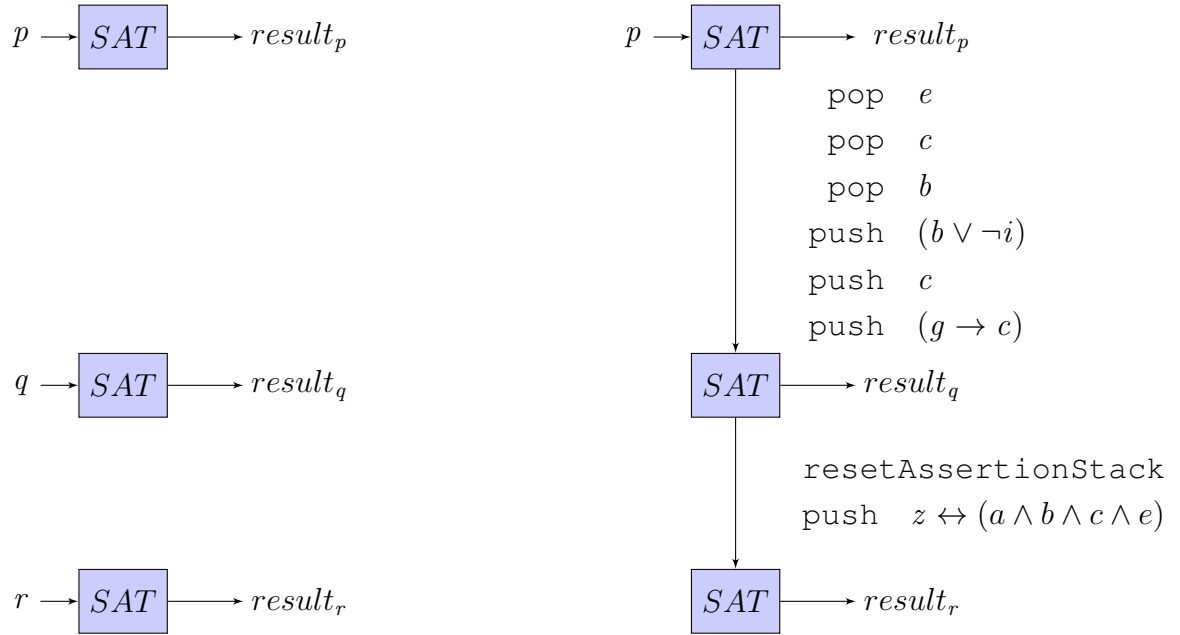 p SAT result_p p SAT result_p
pop e
pop c
pop b
push (b ∨ ¬i)
push c
push (g → c)
q SAT result_q SAT result_q
resetAssertionStack
push z ↔ (a ∧ b ∧ c ∧ e)
r SAT result_r SAT result_r